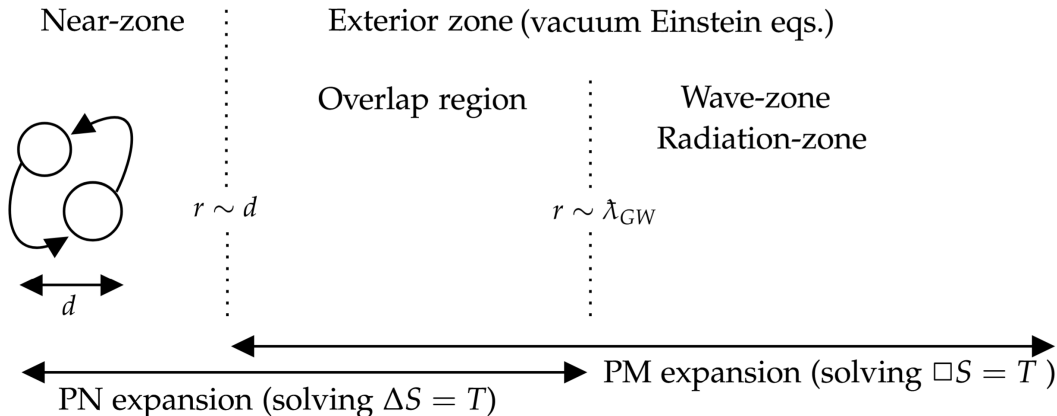 Near-zone
Exterior zone (vacuum Einstein eqs.)
Overlap region
Wave-zone
Radiation-zone
r ∼ d
r ∼ ƛ_GW
d
PM expansion (solving □S = T )
PN expansion (solving ΔS = T)